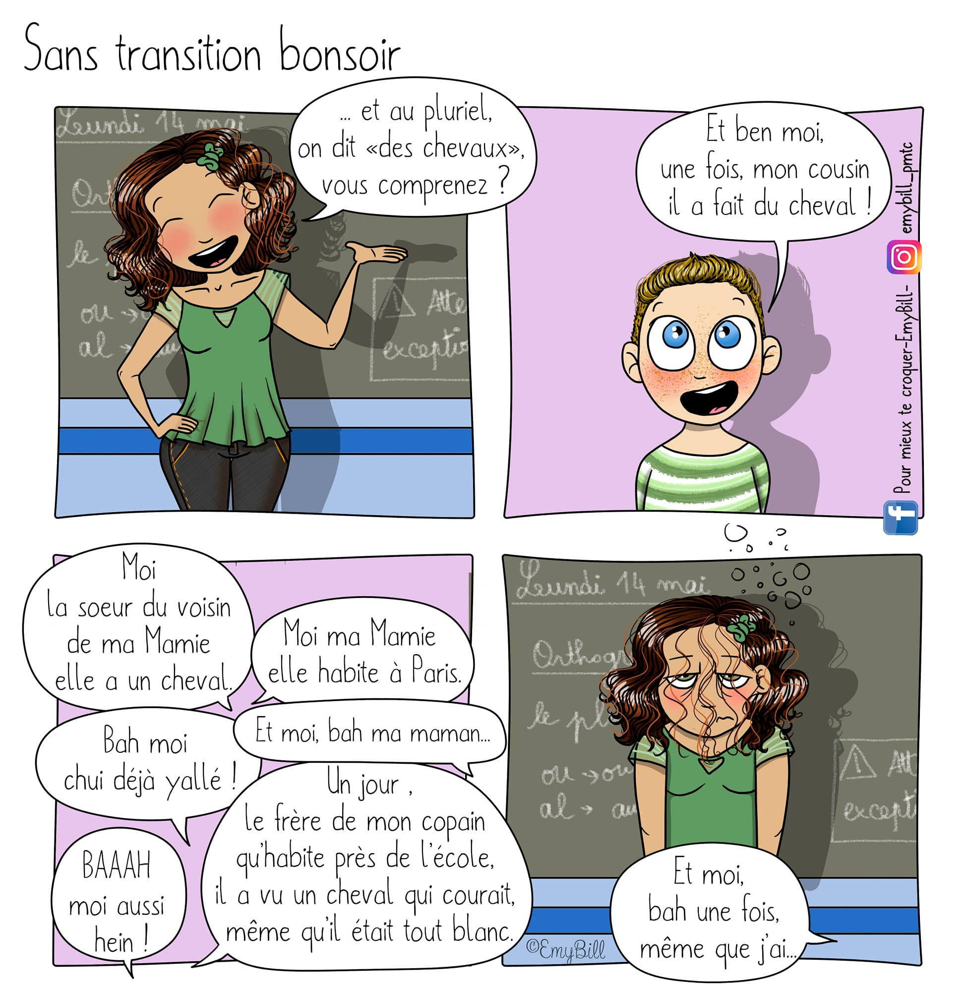 Sans transition bonsoir
Lundi 14 mai
Ort
le
ou → o
al → au
Atte
exceptio
... et au pluriel,
on dit «des chevaux»,
vous comprenez ?
Et ben moi,
une fois, mon cousin
il a fait du cheval !
emybill_pmtc
Pour mieux te croquer-EmyBill-
Moi
la soeur du voisin
de ma Mamie
elle a un cheval.
Moi ma Mamie
elle habite à Paris.
Et moi, bah ma maman...
Bah moi
chui déjà yallé !
Un jour ,
le frère de mon copain
qu'habite près de l'école,
il a vu un cheval qui courait,
même qu'il était tout blanc.
BAAAH
moi aussi
hein !
Lundi 14 mai
Orthogr
le pl
ou → ou
al → au
Att
excepti
Et moi,
bah une fois,
même que j'ai...
©EmyBill